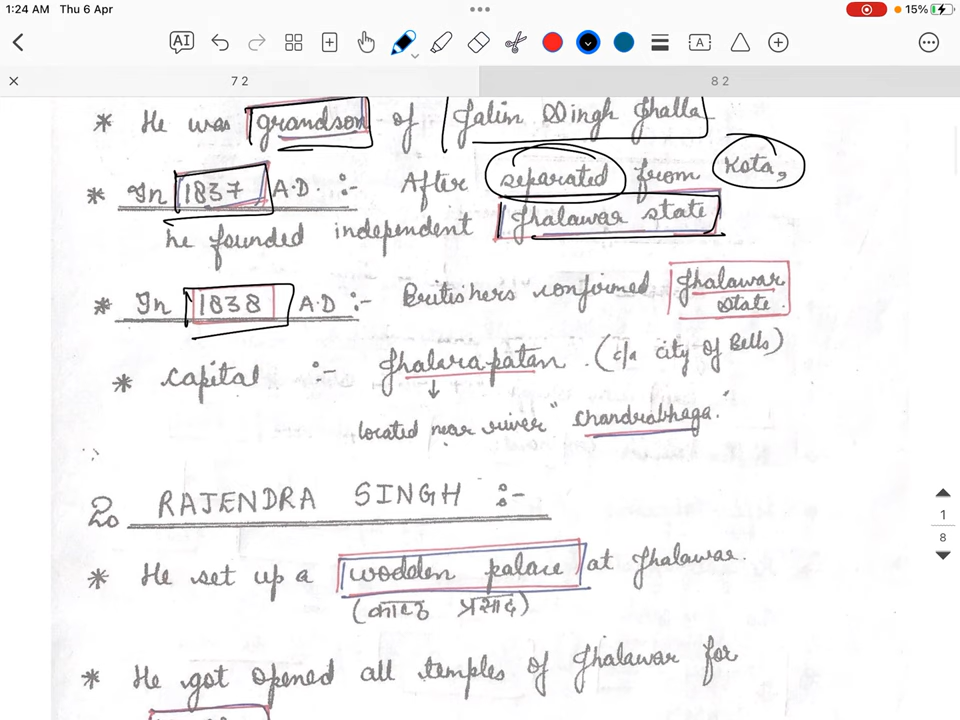 1:24 AM Thu 6 Apr
15%
AI
A
72
82
* He was grandson of Jalim Singh Jhalla
* In 1837 A.D. :- After separated from Kota,
he founded independent Jhalawar state
* In 1838 A.D :- Britishers confirmed Jhalawar
state.
* capital :- Jhalarapatan. (c/a city of Bells)
↓
located near river "chandrabhaga."
2. RAJENDRA SINGH :-
* He set up a wodden palace at Jhalawar.
(काष्ठ प्रसाद)
* He got opened all temples of Jhalawar for
1
8